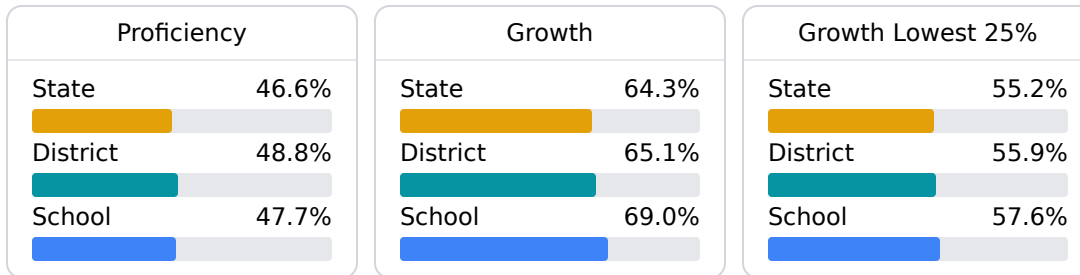 Proficiency
State 46.6%
District 48.8%
School 47.7%
Growth
State 64.3%
District 65.1%
School 69.0%
Growth Lowest 25%
State 55.2%
District 55.9%
School 57.6%